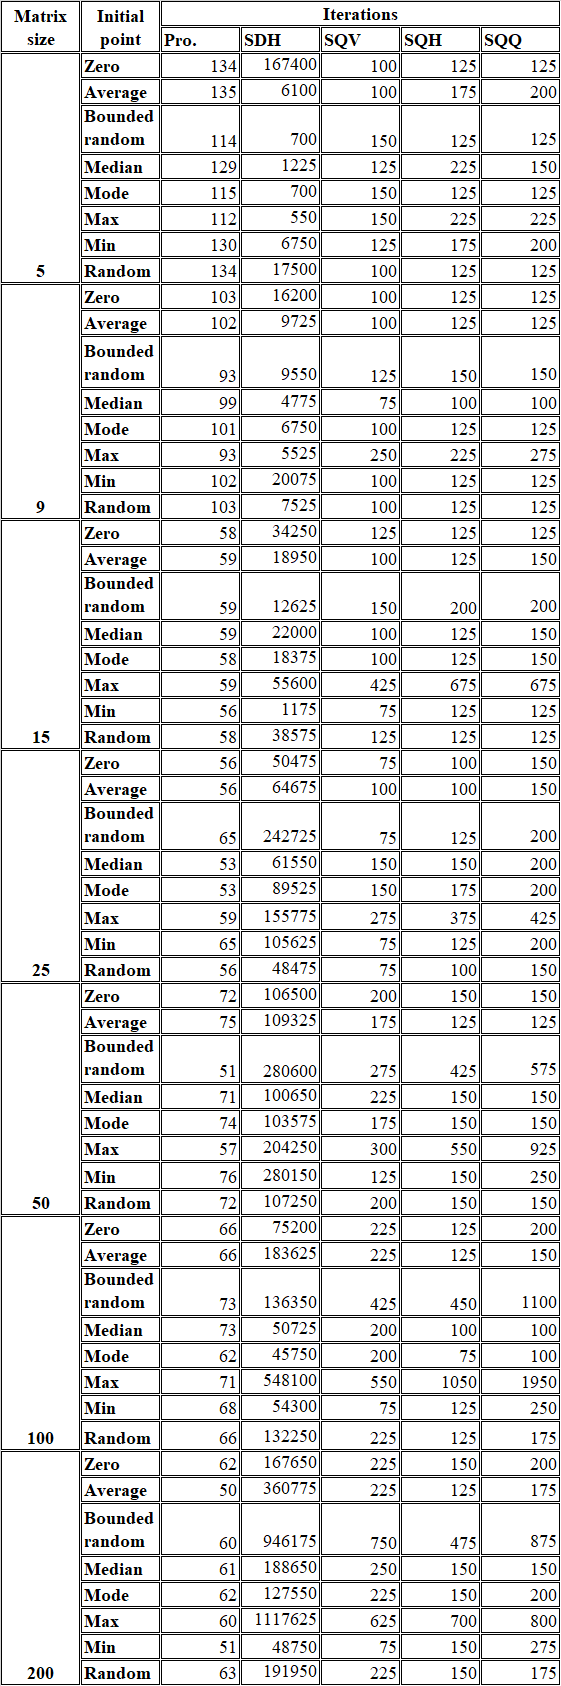 Matrix size Initial point Iterations
Pro. SDH SQV SQH SQQ
Zero 134 167400 100 125 125
Average 135 6100 100 175 200
Bounded
random 114 700 150 125 125
Median 129 1225 125 225 150
Mode 115 700 150 125 125
Max 112 550 150 225 225
Min 130 6750 125 175 200
5 Random 134 17500 100 125 125
Zero 103 16200 100 125 125
Average 102 9725 100 125 125
Bounded
random 93 9550 125 150 150
Median 99 4775 75 100 100
Mode 101 6750 100 125 125
Max 93 5525 250 225 275
Min 102 20075 100 125 125
9 Random 103 7525 100 125 125
Zero 58 34250 125 125 125
Average 59 18950 100 125 150
Bounded
random 59 12625 150 200 200
Median 59 22000 100 125 150
Mode 58 18375 100 125 150
Max 59 55600 425 675 675
Min 56 1175 75 125 125
15 Random 58 38575 125 125 125
Zero 56 50475 75 100 150
Average 56 64675 100 100 150
Bounded
random 65 242725 75 125 200
Median 53 61550 150 150 200
Mode 53 89525 150 175 200
Max 59 155775 275 375 425
Min 65 105625 75 125 200
25 Random 56 48475 75 100 150
Zero 72 106500 200 150 150
Average 75 109325 175 125 125
Bounded
random 51 280600 275 425 575
Median 71 100650 225 150 150
Mode 74 103575 175 150 150
Max 57 204250 300 550 925
Min 76 280150 125 150 250
50 Random 72 107250 200 150 150
Zero 66 75200 225 125 200
Average 66 183625 225 125 150
Bounded
random 73 136350 425 450 1100
Median 73 50725 200 100 100
Mode 62 45750 200 75 100
Max 71 548100 550 1050 1950
Min 68 54300 75 125 250
100 Random 66 132250 225 125 175
Zero 62 167650 225 150 200
Average 50 360775 225 125 175
Bounded
random 60 946175 750 475 875
Median 61 188650 250 150 150
Mode 62 127550 225 150 200
Max 60 1117625 625 700 800
Min 51 48750 75 150 275
200 Random 63 191950 225 150 175